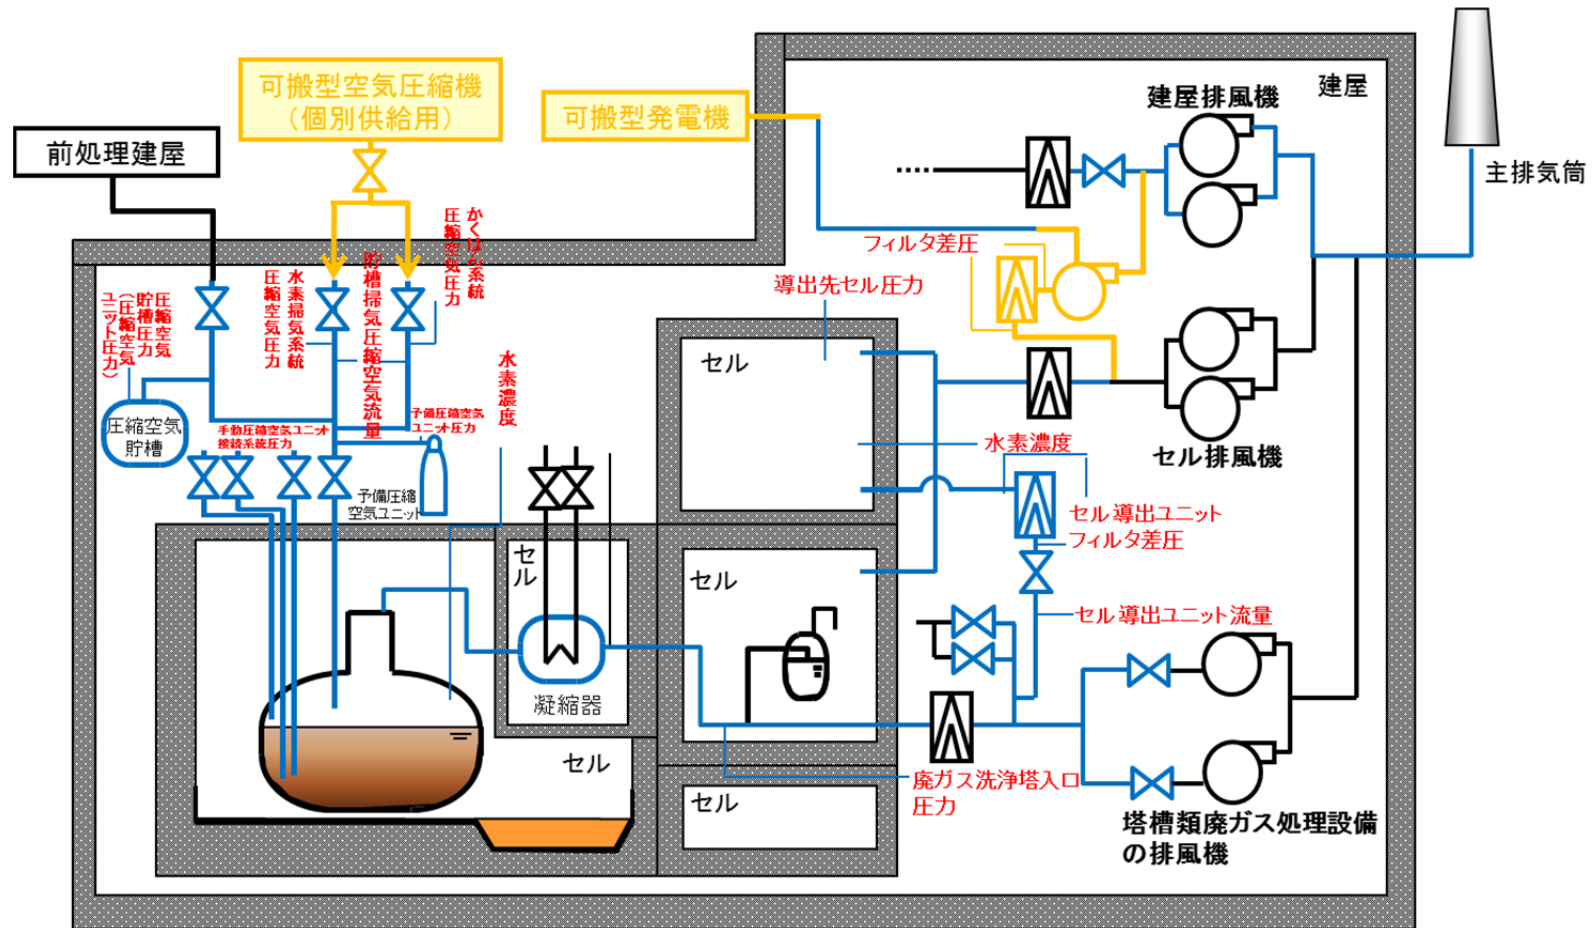 建屋
可搬型空気圧縮機
（個別供給用）
可搬型発電機
建屋排風機
前処理建屋
主排気筒
かくはん系統
圧縮空気圧力
フィルタ差圧
貯槽掃気圧縮空気流量
水素掃気系統
圧縮空気圧力
導出先セル圧力
圧縮空気
貯槽圧力
（圧縮空気
ユニット圧力）
水素濃度
セル
圧縮空気
貯槽
手動圧縮空気ユニット
接続系統圧力
予備圧縮空気
ユニット圧力
水素濃度
セル排風機
予備圧縮
空気ユニット
セル導出ユニット
フィルタ差圧
セル
セル
セル導出ユニット流量
凝縮器
セル
廃ガス洗浄塔入口
圧力
セル
塔槽類廃ガス処理設備
の排風機